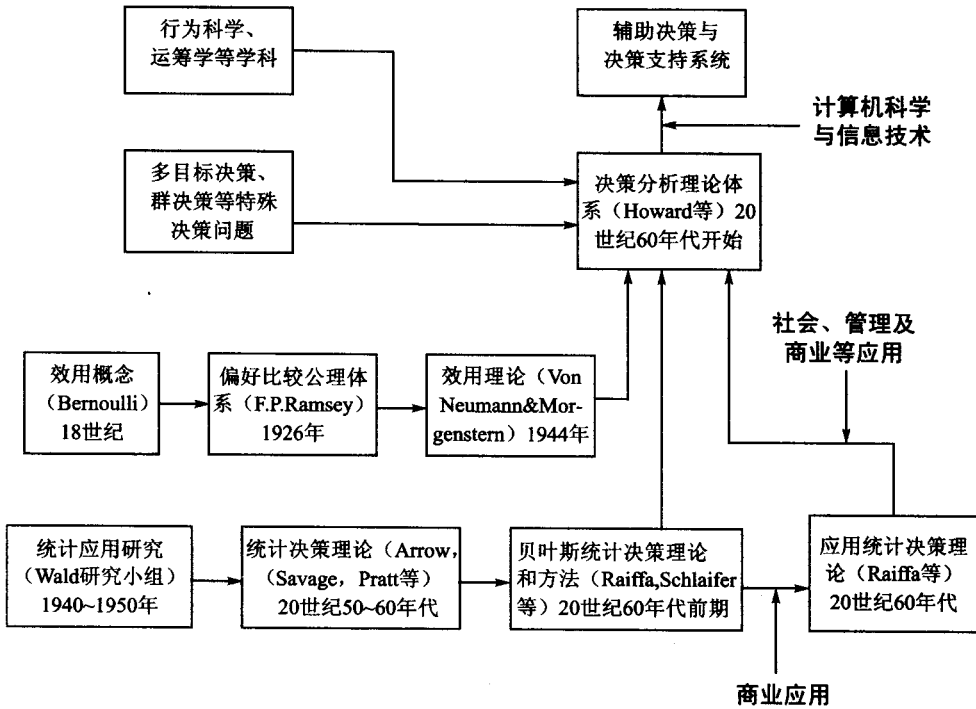 行为科学、
运筹学等学科
辅助决策与
决策支持系统
计算机科学
与信息技术
多目标决策、
群决策等特殊
决策问题
决策分析理论体
系（Howard等）20
世纪60年代开始
社会、管理及
商业等应用
效用概念
（Bernoulli）
18世纪
偏好比较公理体
系（F.P.Ramsey）
1926年
效用理论（Von
Neumann&Mor-
genstern）1944年
统计应用研究
（Wald研究小组）
1940~1950年
统计决策理论（Arrow，
（Savage，Pratt等）
20世纪50~60年代
贝叶斯统计决策理论
和方法（Raiffa,Schlaifer
等）20世纪60年代前期
应用统计决策理
论（Raiffa等）
20世纪60年代
商业应用